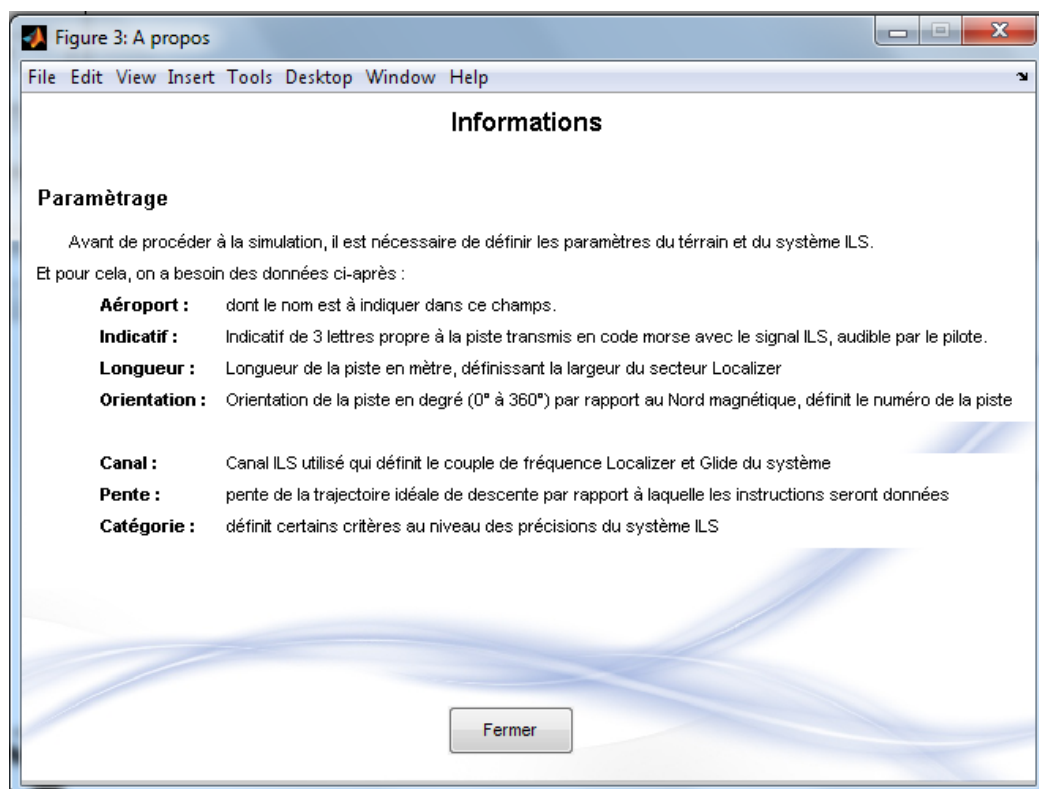 Figure 3: A propos
File Edit View Insert Tools Desktop Window Help
Informations
Paramètrage
Avant de procéder à la simulation, il est nécessaire de définir les paramètres du térrain et du système ILS.
Et pour cela, on a besoin des données ci-après :
Aéroport : dont le nom est à indiquer dans ce champs.
Indicatif : Indicatif de 3 lettres propre à la piste transmis en code morse avec le signal ILS, audible par le pilote.
Longueur : Longueur de la piste en mètre, définissant la largeur du secteur Localizer
Orientation : Orientation de la piste en degré (0° à 360°) par rapport au Nord magnétique, définit le numéro de la piste
Canal : Canal ILS utilisé qui définit le couple de fréquence Localizer et Glide du système
Pente : pente de la trajectoire idéale de descente par rapport à laquelle les instructions seront données
Catégorie : définit certains critères au niveau des précisions du système ILS
Fermer